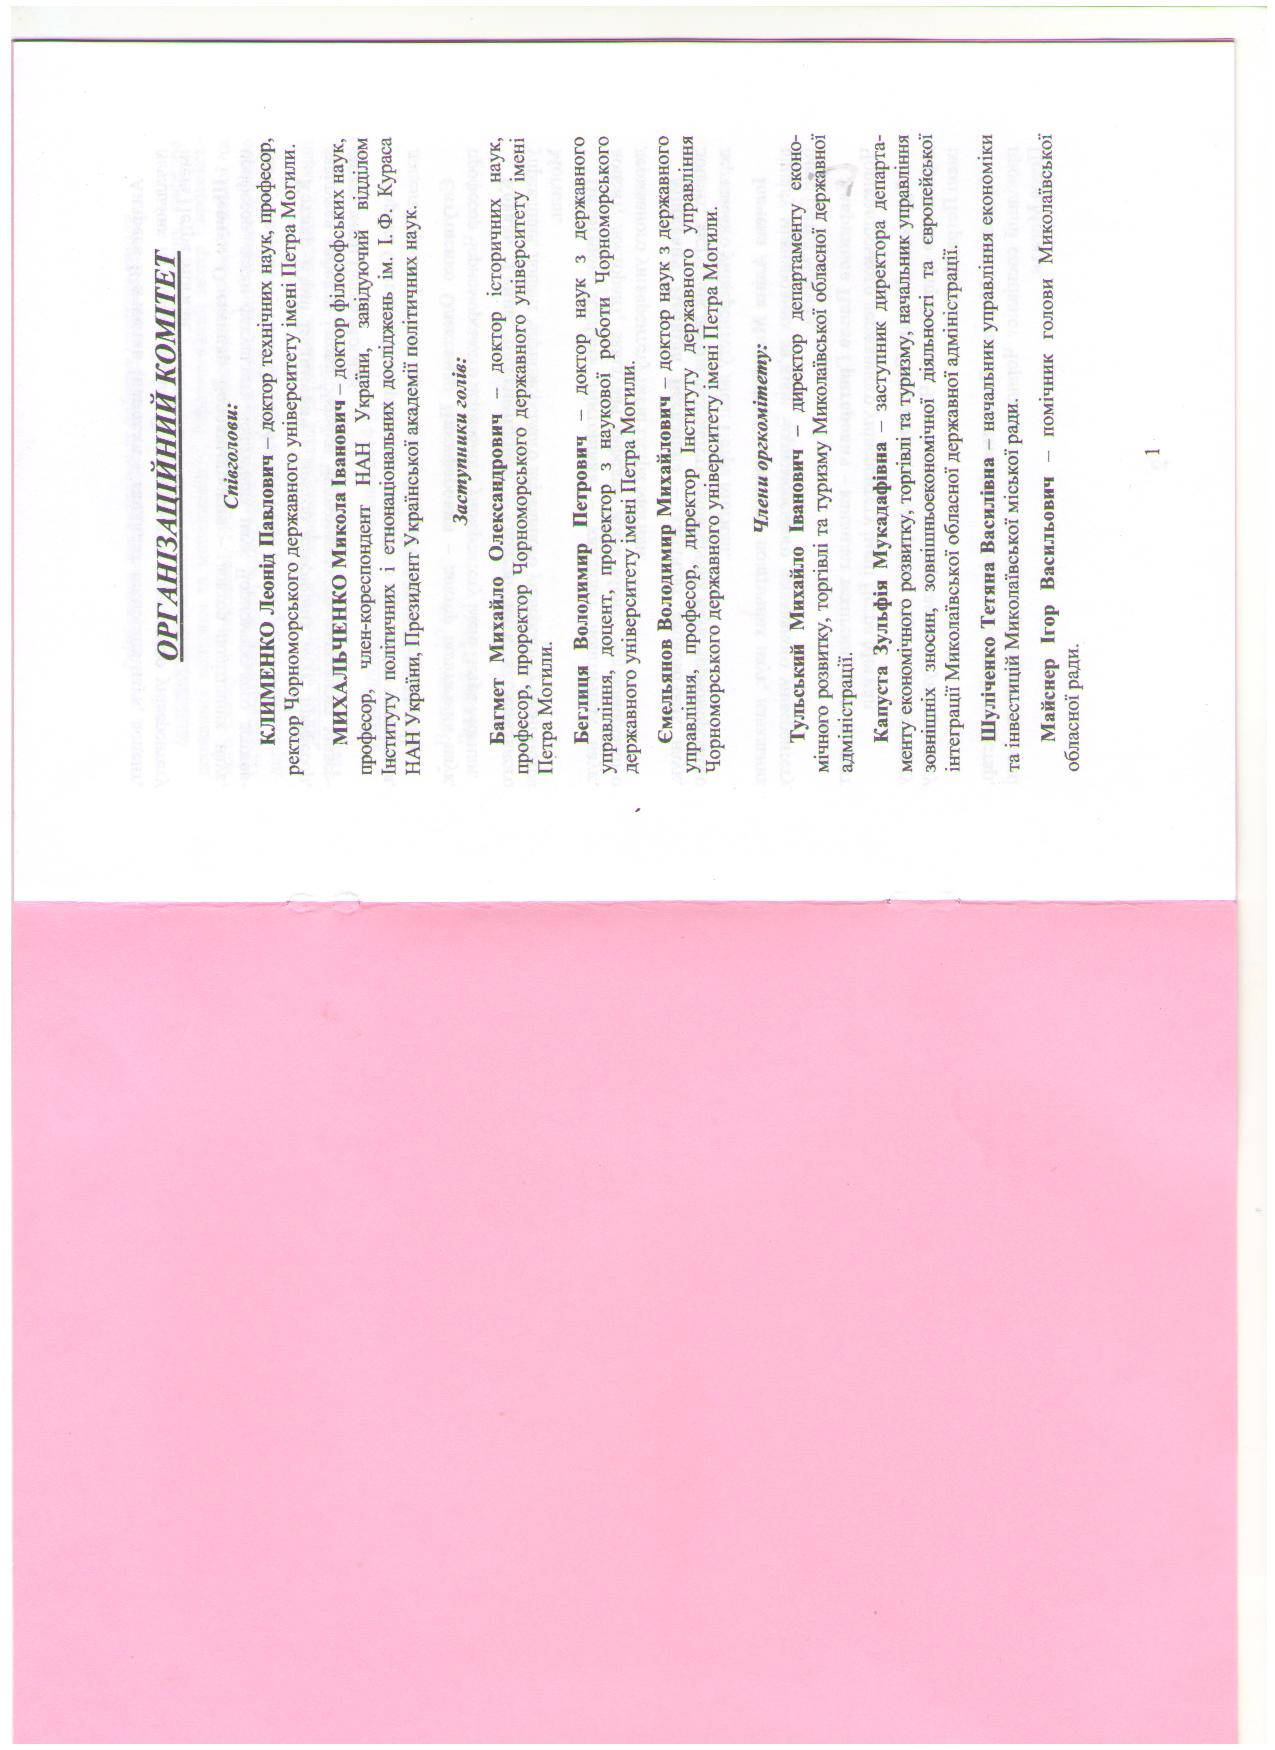 ОРГАНІЗАЦІЙНИЙ КОМІТЕТ
Співголови:
КЛИМЕНКО Леонід Павлович – доктор технічних наук, професор,
ректор Чорноморського державного університету імені Петра Могили.
МИХАЛЬЧЕНКО Микола Іванович – доктор філософських наук,
професор, член-кореспондент НАН України, завідуючий відділом
Інституту політичних і етнонаціональних досліджень ім. І.Ф. Кураса
НАН України, Президент Української академії політичних наук.
Заступники голів:
Багмет Михайло Олександрович – доктор історичних наук,
професор, проректор Чорноморського державного університету імені
Петра Могили.
Беглиця Володимир Петрович – доктор наук з державного
управління, доцент, проректор з наукової роботи Чорноморського
державного університету імені Петра Могили.
Ємельянов Володимир Михайлович – доктор наук з державного
управління, професор, директор Інституту державного управління
Чорноморського державного університету імені Петра Могили.
Члени оргкомітету:
Тульський Михайло Іванович – директор департаменту еконо-
мічного розвитку, торгівлі та туризму Миколаївської обласної державної
адміністрації.
Капуста Зульфія Мукадафівна – заступник директора департа-
менту економічного розвитку, торгівлі та туризму, начальник управління
зовнішніх зносин, зовнішньоекономічної діяльності та європейської
інтеграції Миколаївської обласної державної адміністрації.
Шуліченко Тетяна Василівна – начальник управління економіки
та інвестицій Миколаївської міської ради.
Майснер Ігор Васильович – помічник голови Миколаївської
обласної ради.
1